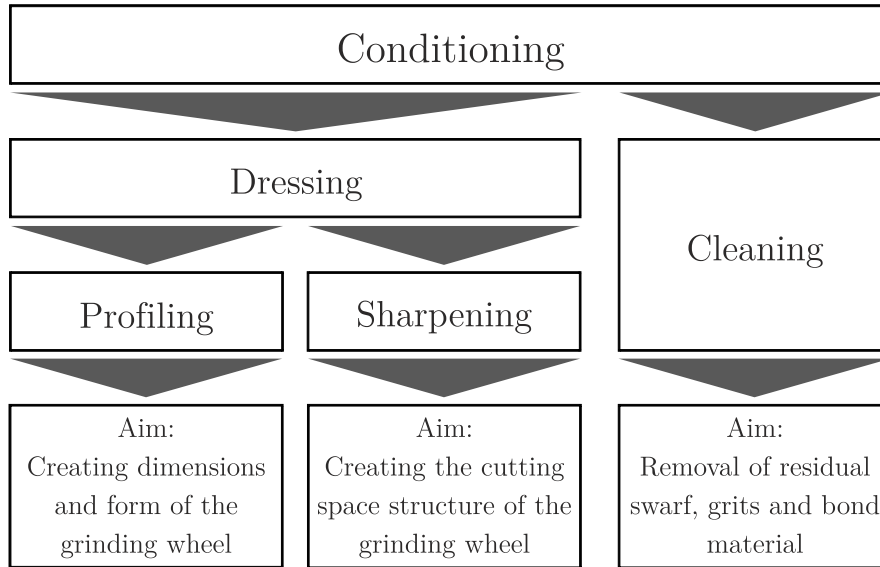 Conditioning
Dressing
Cleaning
Profiling
Sharpening
Aim:
Creating dimensions
and form of the
grinding wheel
Aim:
Creating the cutting
space structure of the
grinding wheel
Aim:
Removal of residual
swarf, grits and bond
material